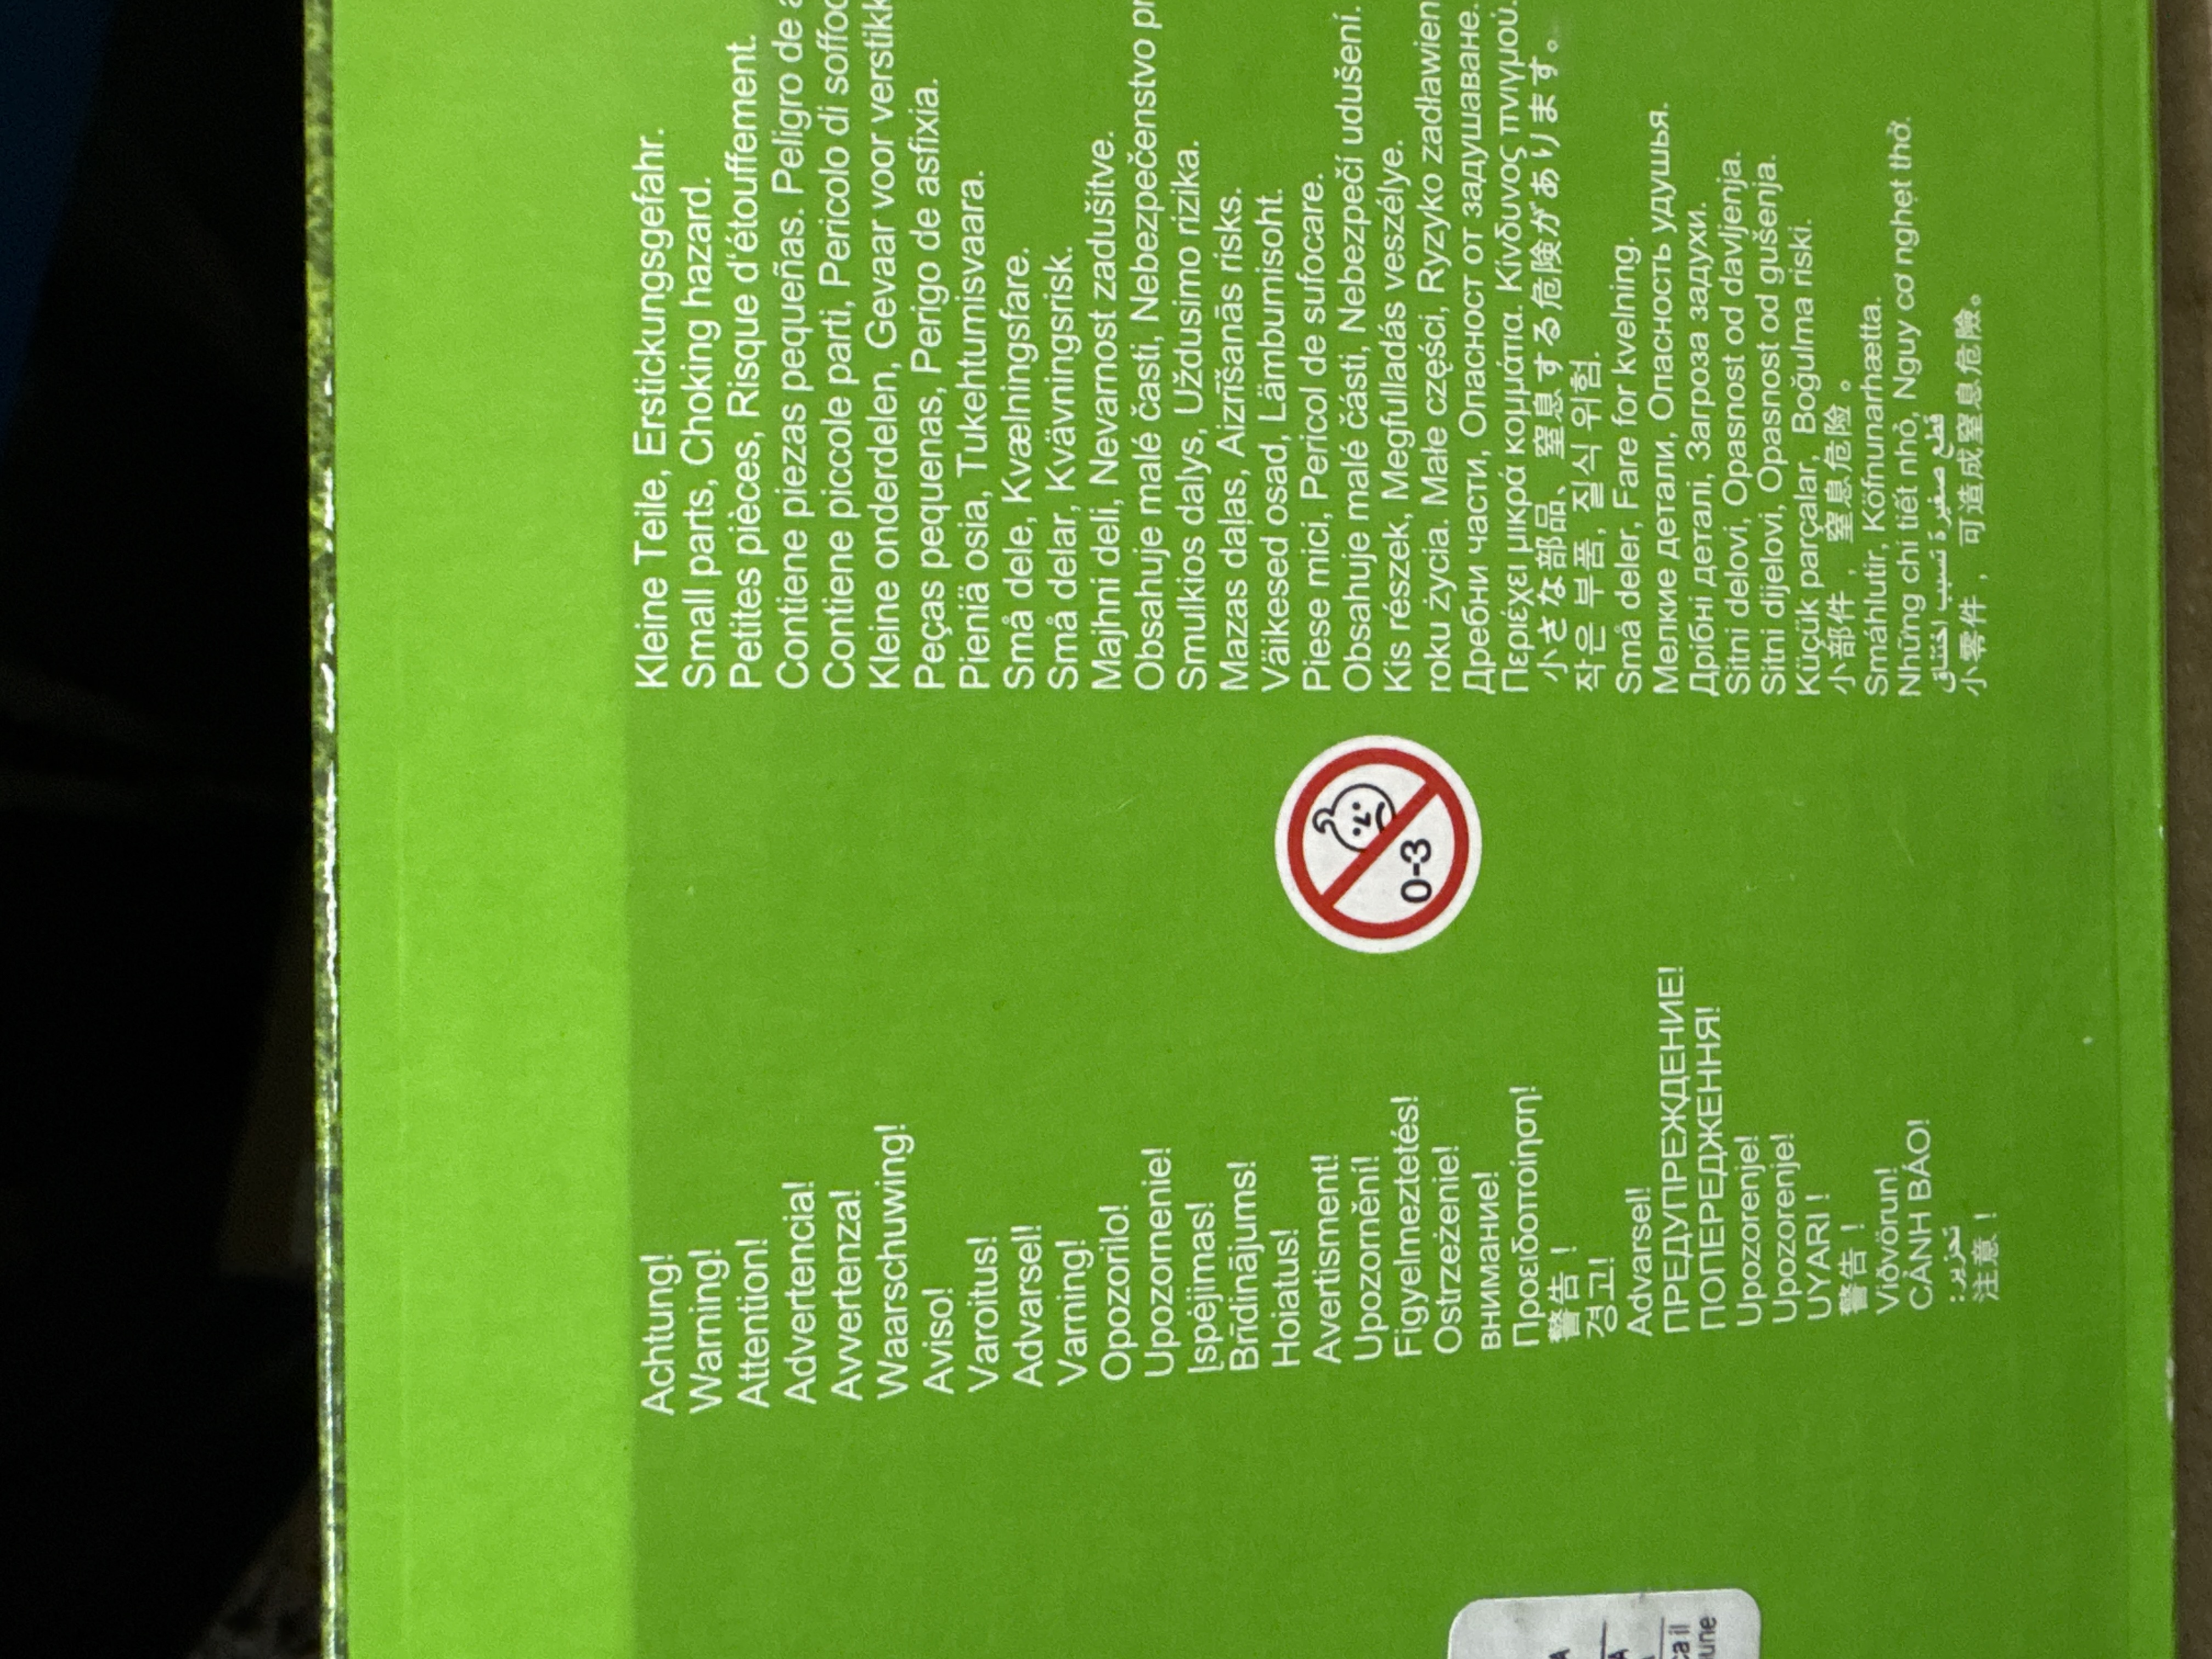 Achtung!
Warning!
Attention!
Advertencia!
Avvertenza!
Waarschuwing!
Aviso!
Varoitus!
Advarsel!
Varning!
Opozorilo!
Upozornenie!
Įspėjimas!
Brīdinājums!
Hoiatus!
Avertisment!
Upozornění!
Figyelmeztetés!
Ostrzeżenie!
внимание!
Προειδοποίηση!
警告！
경고!
Advarsel!
ПРЕДУПРЕЖДЕНИЕ!
ПОПЕРЕДЖЕННЯ!
Upozorenje!
Upozorenje!
UYARI !
警告！
Viðvörun!
CẢNH BÁO!
تحذير:
注意！
0-3
Kleine Teile, Erstickungsgefahr.
Small parts, Choking hazard.
Petites pièces, Risque d'étouffement.
Contiene piezas pequeñas. Peligro de
Contiene piccole parti, Pericolo di
Kleine onderdelen, Gevaar voor
Peças pequenas, Perigo de asfixia.
Pieniä osia, Tukehtumisvaara.
Små dele, Kvælningsfare.
Små delar, Kvävningsrisk.
Majhni deli, Nevarnost zadušitve.
Obsahuje malé časti, Nebezpečenstvo
Smulkios dalys, Uždusimo rizika.
Mazas daļas, Aizrīšanās risks.
Väikesed osad, Lämbumisoht.
Piese mici, Pericol de sufocare.
Obsahuje malé části, Nebezpečí udušení.
Kis részek, Megfulladás veszélye.
roku życia. Małe części, Ryzyko
Дребни части, Опасност от задушаване.
Περιέχει μικρά κομμάτια. Κίνδυνος πνιγμού.
小さな部品、窒息する危険があります。
작은 부품, 질식 위험.
Små deler, Fare for kvelning.
Мелкие детали, Опасность удушья.
Дрібні деталі, Загроза задухи.
Sitni delovi, Opasnost od davljenja.
Sitni dijelovi, Opasnost od gušenja.
Küçük parçalar, Boğulma riski.
小部件，窒息危险。
Smáhlutir, Köfnunarhætta.
Những chi tiết nhỏ, Nguy cơ nghẹt thở.
قطع صغيرة تسبب اختناق
小零件，可造成窒息危險。